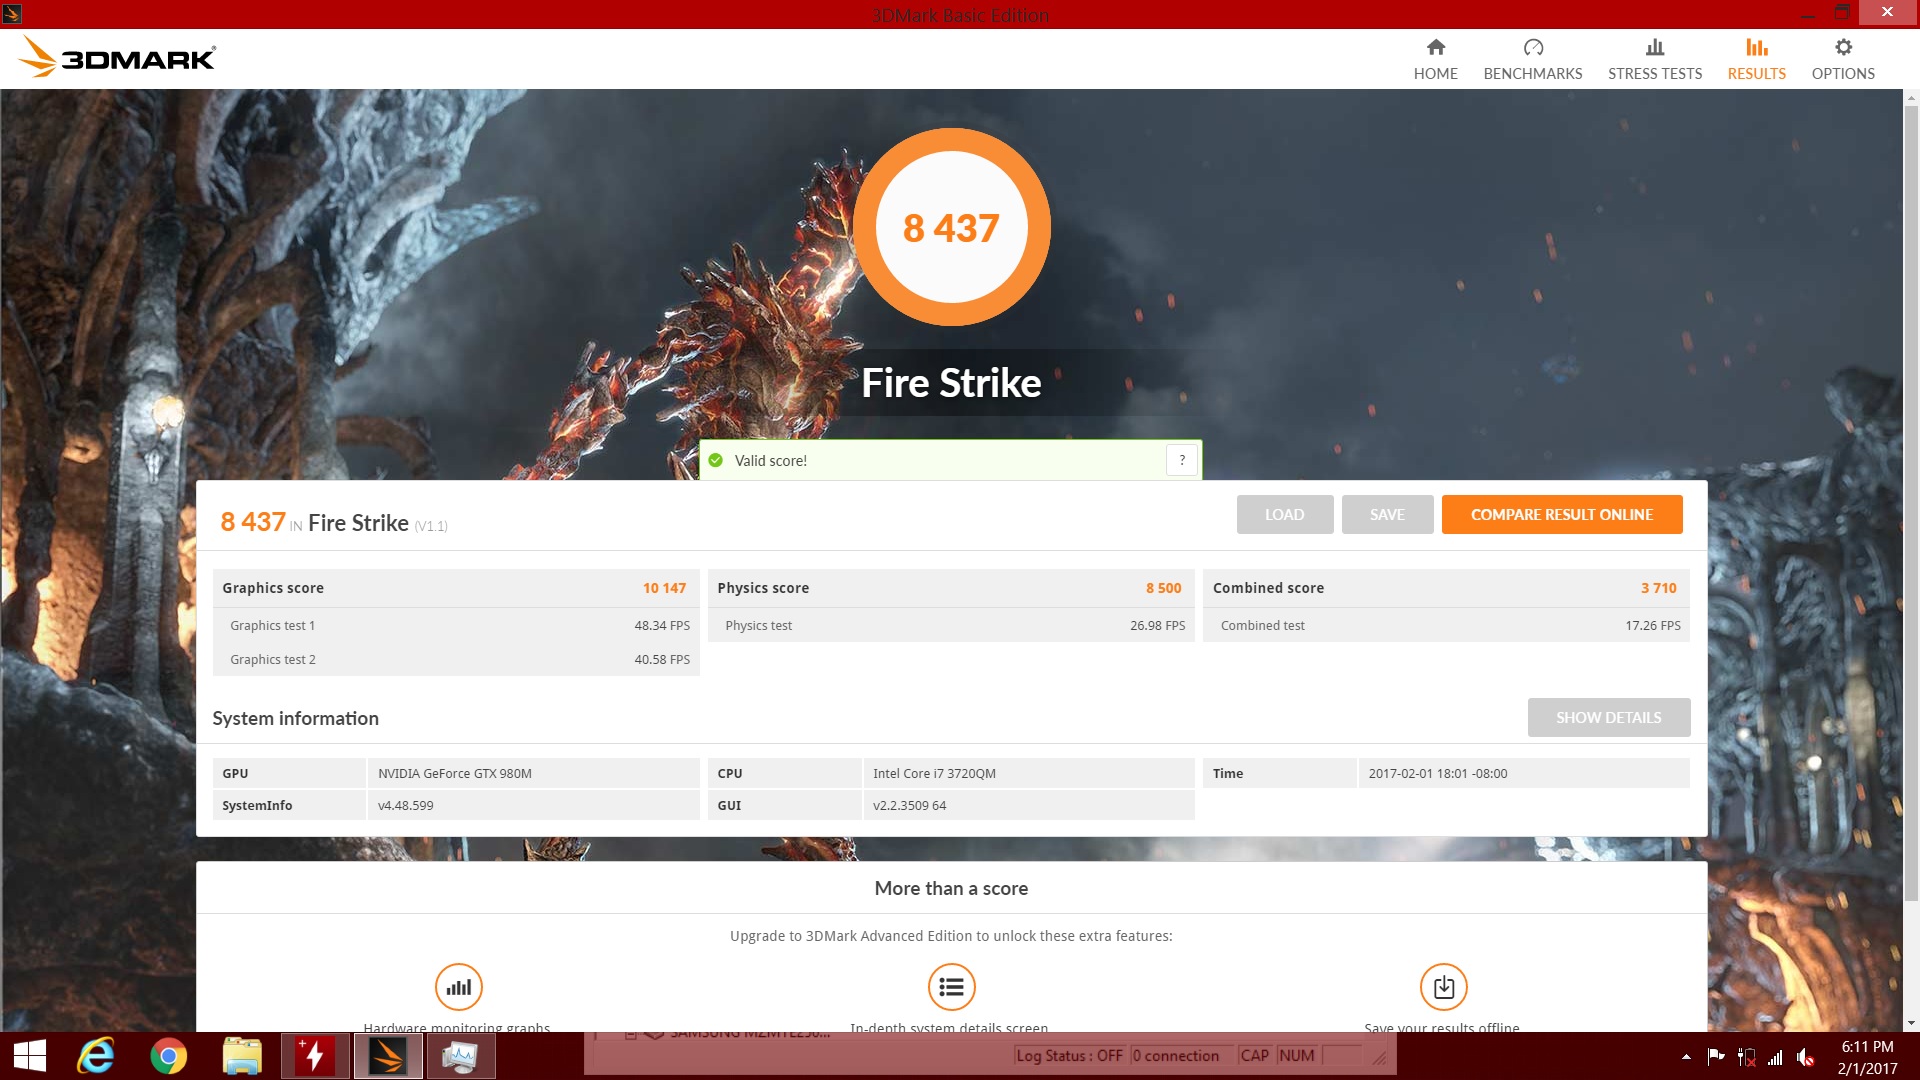 3DMark Basic Edition
3DMARK®
HOME
BENCHMARKS
STRESS TESTS
RESULTS
OPTIONS
8 437
Fire Strike
Valid score!
?
8 437 IN Fire Strike (V1.1)
LOAD
SAVE
COMPARE RESULT ONLINE
Graphics score 10 147
Graphics test 1 48.34 FPS
Graphics test 2 40.58 FPS
Physics score 8 500
Physics test 26.98 FPS
Combined score 3 710
Combined test 17.26 FPS
System information
SHOW DETAILS
GPU NVIDIA GeForce GTX 980M
CPU Intel Core i7 3720QM
Time 2017-02-01 18:01 -08:00
SystemInfo v4.48.599
GUI v2.2.3509 64
More than a score
Upgrade to 3DMark Advanced Edition to unlock these extra features:
Hardware monitoring graphs
In-depth system details screen
Save your results offline
Log Status : OFF
0 connection
CAP
NUM
6:11 PM
2/1/2017